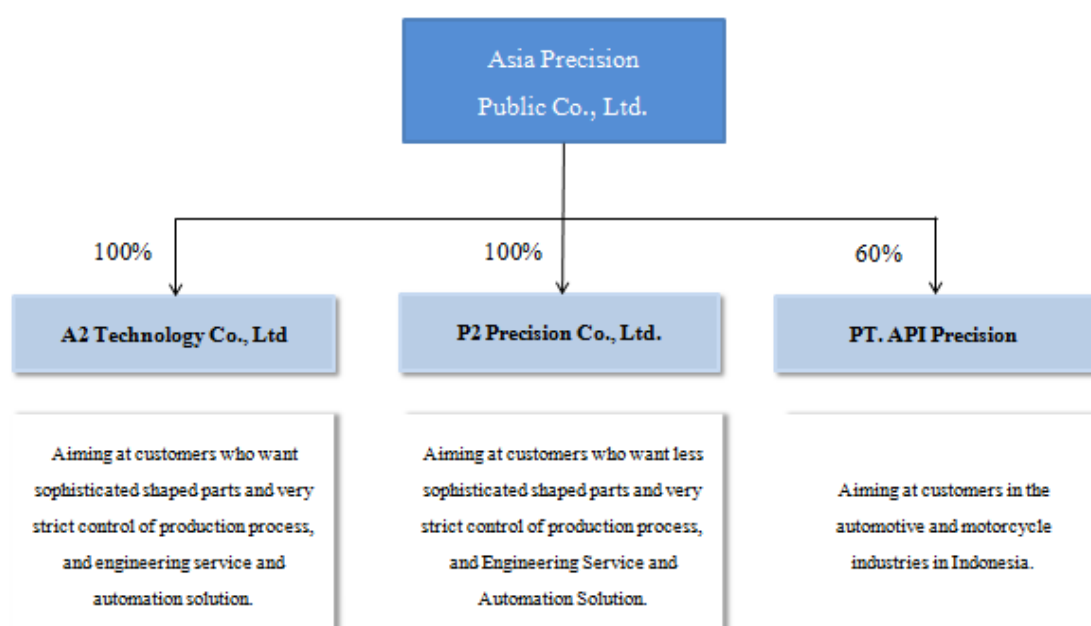 Asia Precision
Public Co., Ltd.
100%
100%
60%
A2 Technology Co., Ltd
P2 Precision Co., Ltd.
PT. API Precision
Aiming at customers who want
sophisticated shaped parts and very
strict control of production process,
and engineering service and
automation solution.
Aiming at customers who want less
sophisticated shaped parts and very
strict control of production process,
and Engineering Service and
Automation Solution.
Aiming at customers in the
automotive and motorcycle
industries in Indonesia.